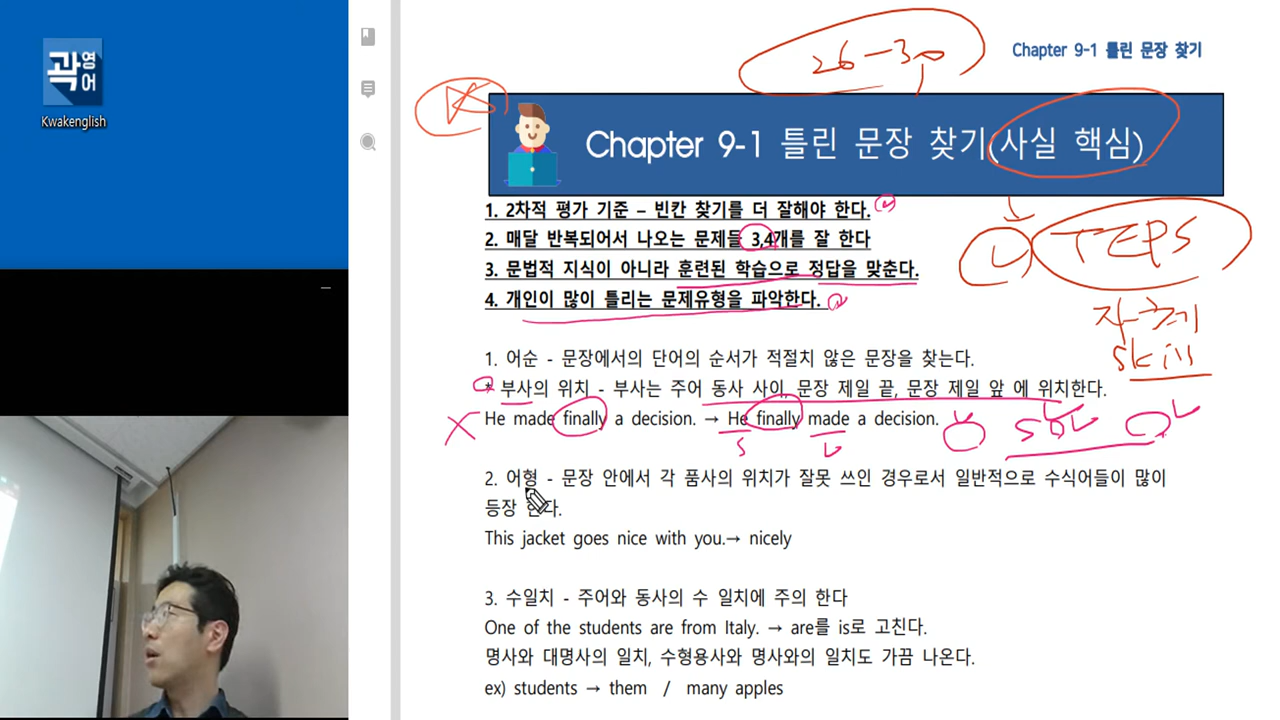 곽영어
Kwakenglish
26-30
Chapter 9-1 틀린 문장 찾기
Chapter 9-1 틀린 문장 찾기(사실 핵심)
1. 2차적 평가 기준 – 빈칸 찾기를 더 잘해야 한다.
2. 매달 반복되어서 나오는 문제들 3,4개를 잘 한다
TEPS
3. 문법적 지식이 아니라 훈련된 학습으로 정답을 맞춘다.
4. 개인이 많이 틀리는 문제유형을 파악한다.
skill
1. 어순 - 문장에서의 단어의 순서가 적절치 않은 문장을 찾는다.
* 부사의 위치 - 부사는 주어 동사 사이, 문장 제일 끝, 문장 제일 앞 에 위치한다.
He made finally a decision. → He finally made a decision.
S
2. 어형 - 문장 안에서 각 품사의 위치가 잘못 쓰인 경우로서 일반적으로 수식어들이 많이
등장 한다.
This jacket goes nice with you.→ nicely
3. 수일치 - 주어와 동사의 수 일치에 주의 한다
One of the students are from Italy. → are를 is로 고친다.
명사와 대명사의 일치, 수형용사와 명사와의 일치도 가끔 나온다.
ex) students → them / many apples